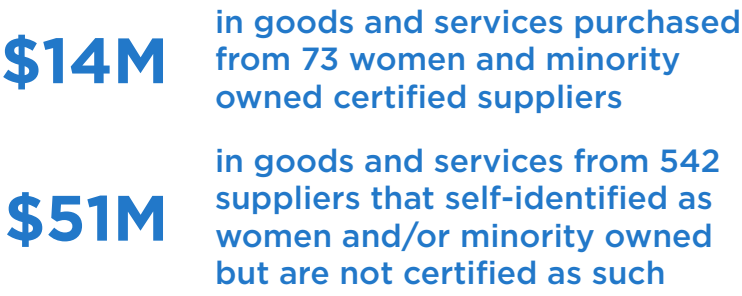 $14M
in goods and services purchased
from 73 women and minority
owned certified suppliers
$51M
in goods and services from 542
suppliers that self-identified as
women and/or minority owned
but are not certified as such